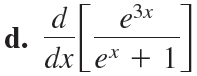 d. d/dx [ e^{3x} / (e^x + 1) ]